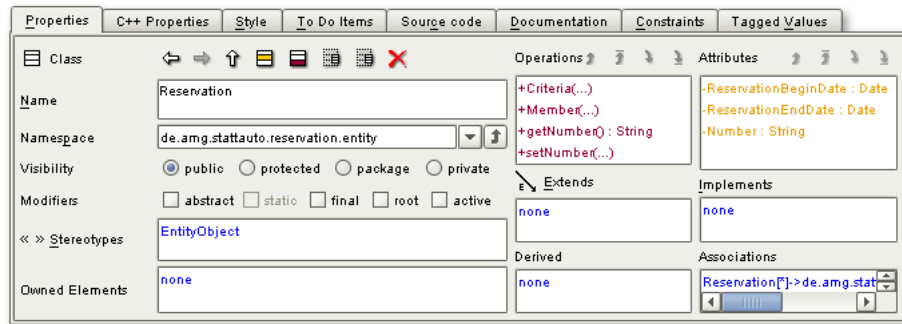 Properties
C++ Properties
Style
To Do Items
Source code
Documentation
Constraints
Tagged Values
Class
Name
Reservation
Namespace
de.amg.stattauto.reservation.entity
Visibility
public protected package private
Modifiers
abstract static final root active
« » Stereotypes
EntityObject
Owned Elements
none
Operations
+Criteria(...)
+Member(...)
+getNumber() : String
+setNumber(...)
E Extends
none
Derived
none
Attributes
-ReservationBeginDate : Date
-ReservationEndDate : Date
-Number : String
Implements
none
Associations
Reservation[*]->de.amg.stat